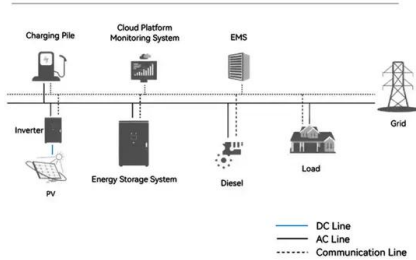 Charging Pile
Cloud Platform
Monitoring System
EMS
Grid
Inverter
PV
Energy Storage System
Diesel
Load
DC Line
AC Line
Communication Line